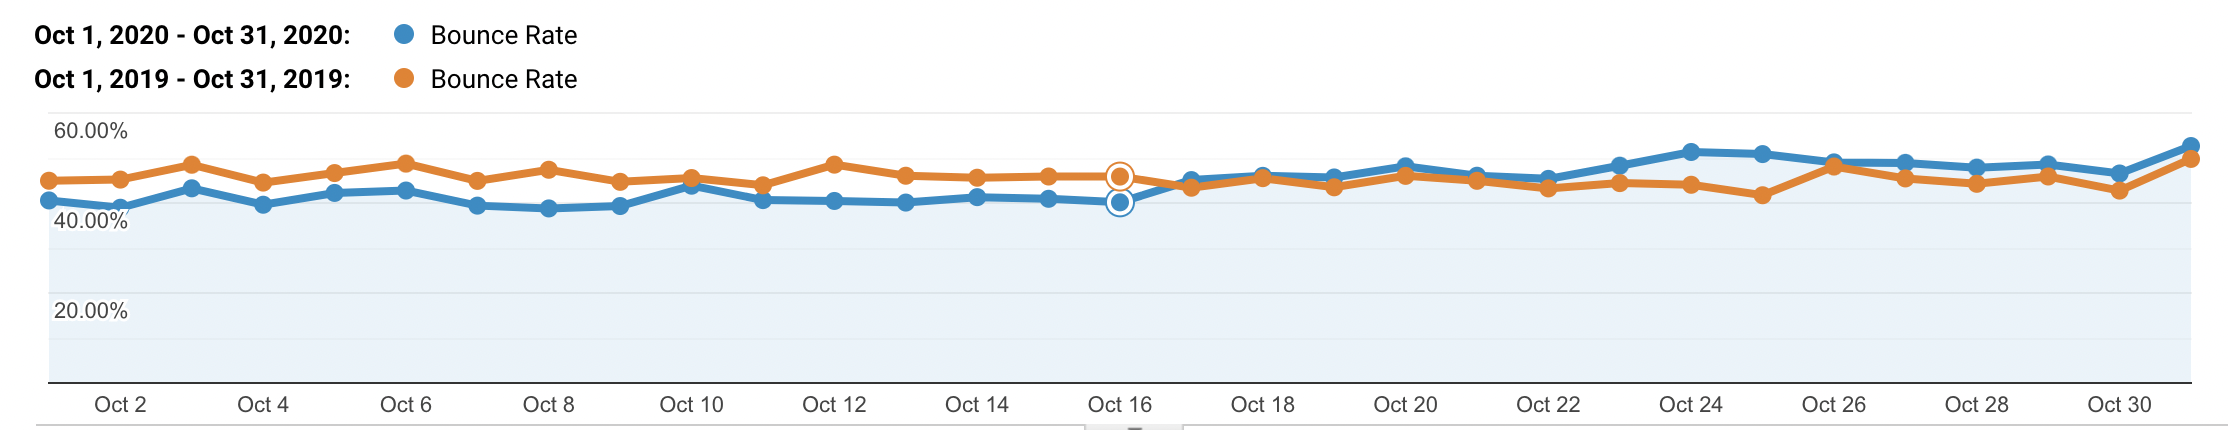 Oct 1, 2020 - Oct 31, 2020: Bounce Rate
Oct 1, 2019 - Oct 31, 2019: Bounce Rate
60.00%
40.00%
20.00%
Oct 2 Oct 4 Oct 6 Oct 8 Oct 10 Oct 12 Oct 14 Oct 16 Oct 18 Oct 20 Oct 22 Oct 24 Oct 26 Oct 28 Oct 30